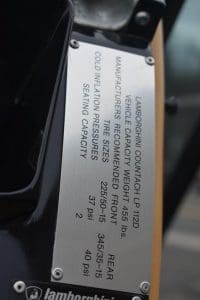 LAMBORGHINI COUNTACH LP 112D
VEHICLE CAPACITY WEIGHT 455 lbs.
MANUFACTURERS RECOMMENDED FRONT REAR
TIRE SIZES 225/50-15 345/35-15
COLD INFLATION PRESSURES 37 psi 40 psi
SEATING CAPACITY 2
lamborghini